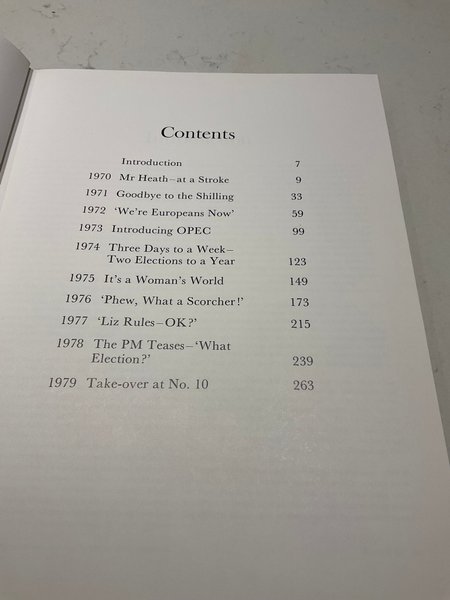 Contents
Introduction 7
1970 Mr Heath–at a Stroke 9
1971 Goodbye to the Shilling 33
1972 ‘We're Europeans Now’ 59
1973 Introducing OPEC 99
1974 Three Days to a Week–
Two Elections to a Year 123
1975 It's a Woman's World 149
1976 ‘Phew, What a Scorcher!’ 173
1977 ‘Liz Rules–OK?’ 215
1978 The PM Teases–‘What
Election?’ 239
1979 Take-over at No. 10 263